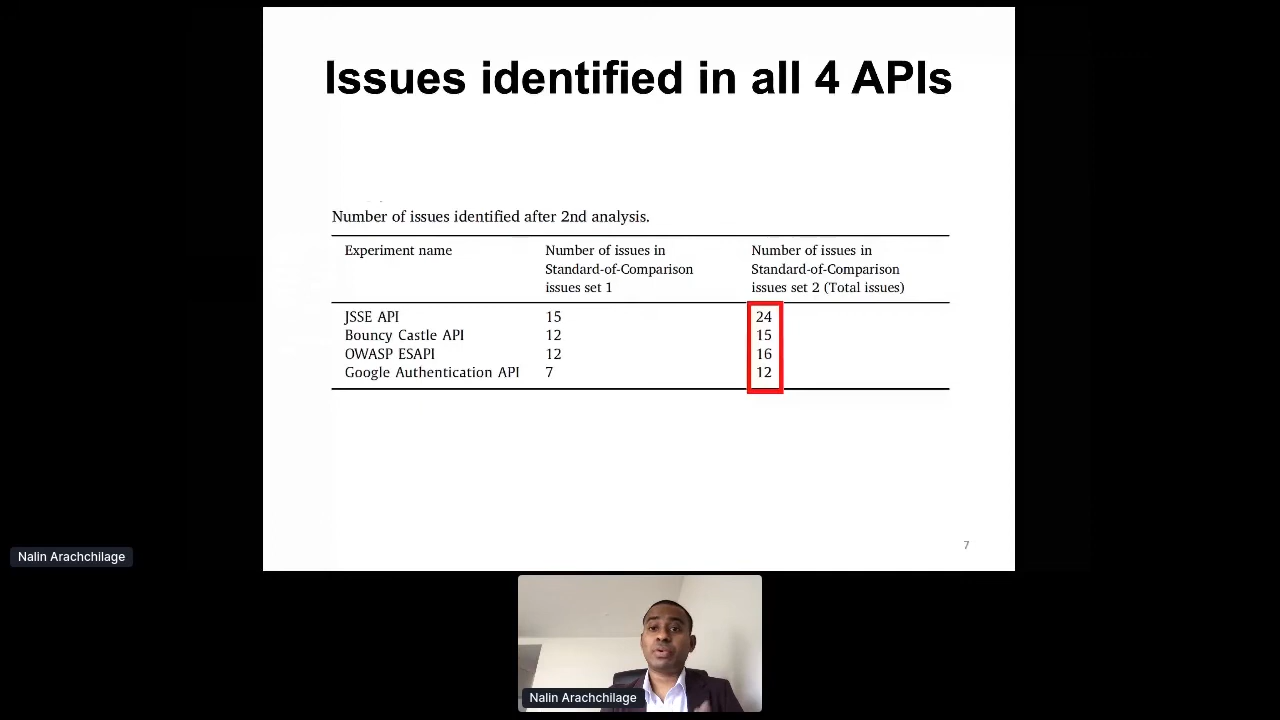 Issues identified in all 4 APIs
Number of issues identified after 2nd analysis.
Experiment name
Number of issues in
Standard-of-Comparison
issues set 1
Number of issues in
Standard-of-Comparison
issues set 2 (Total issues)
JSSE API 15 24
Bouncy Castle API 12 15
OWASP ESAPI 12 16
Google Authentication API 7 12
7
Nalin Arachchilage
Nalin Arachchilage